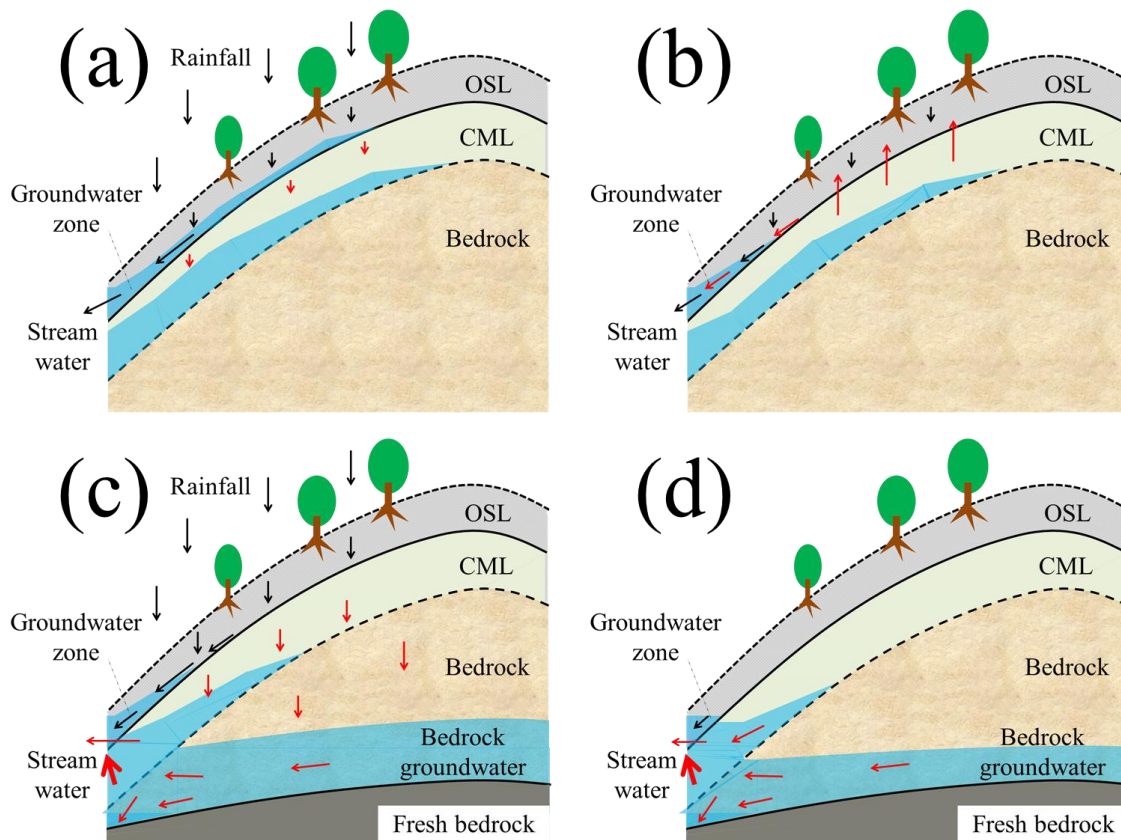 (a)
Rainfall
OSL
CML
Groundwater
zone
Bedrock
Stream
water
(b)
OSL
CML
Groundwater
zone
Bedrock
Stream
water
(c)
Rainfall
OSL
CML
Groundwater
zone
Bedrock
Bedrock
groundwater
Stream
water
Fresh bedrock
(d)
OSL
CML
Groundwater
zone
Bedrock
Bedrock
groundwater
Stream
water
Fresh bedrock